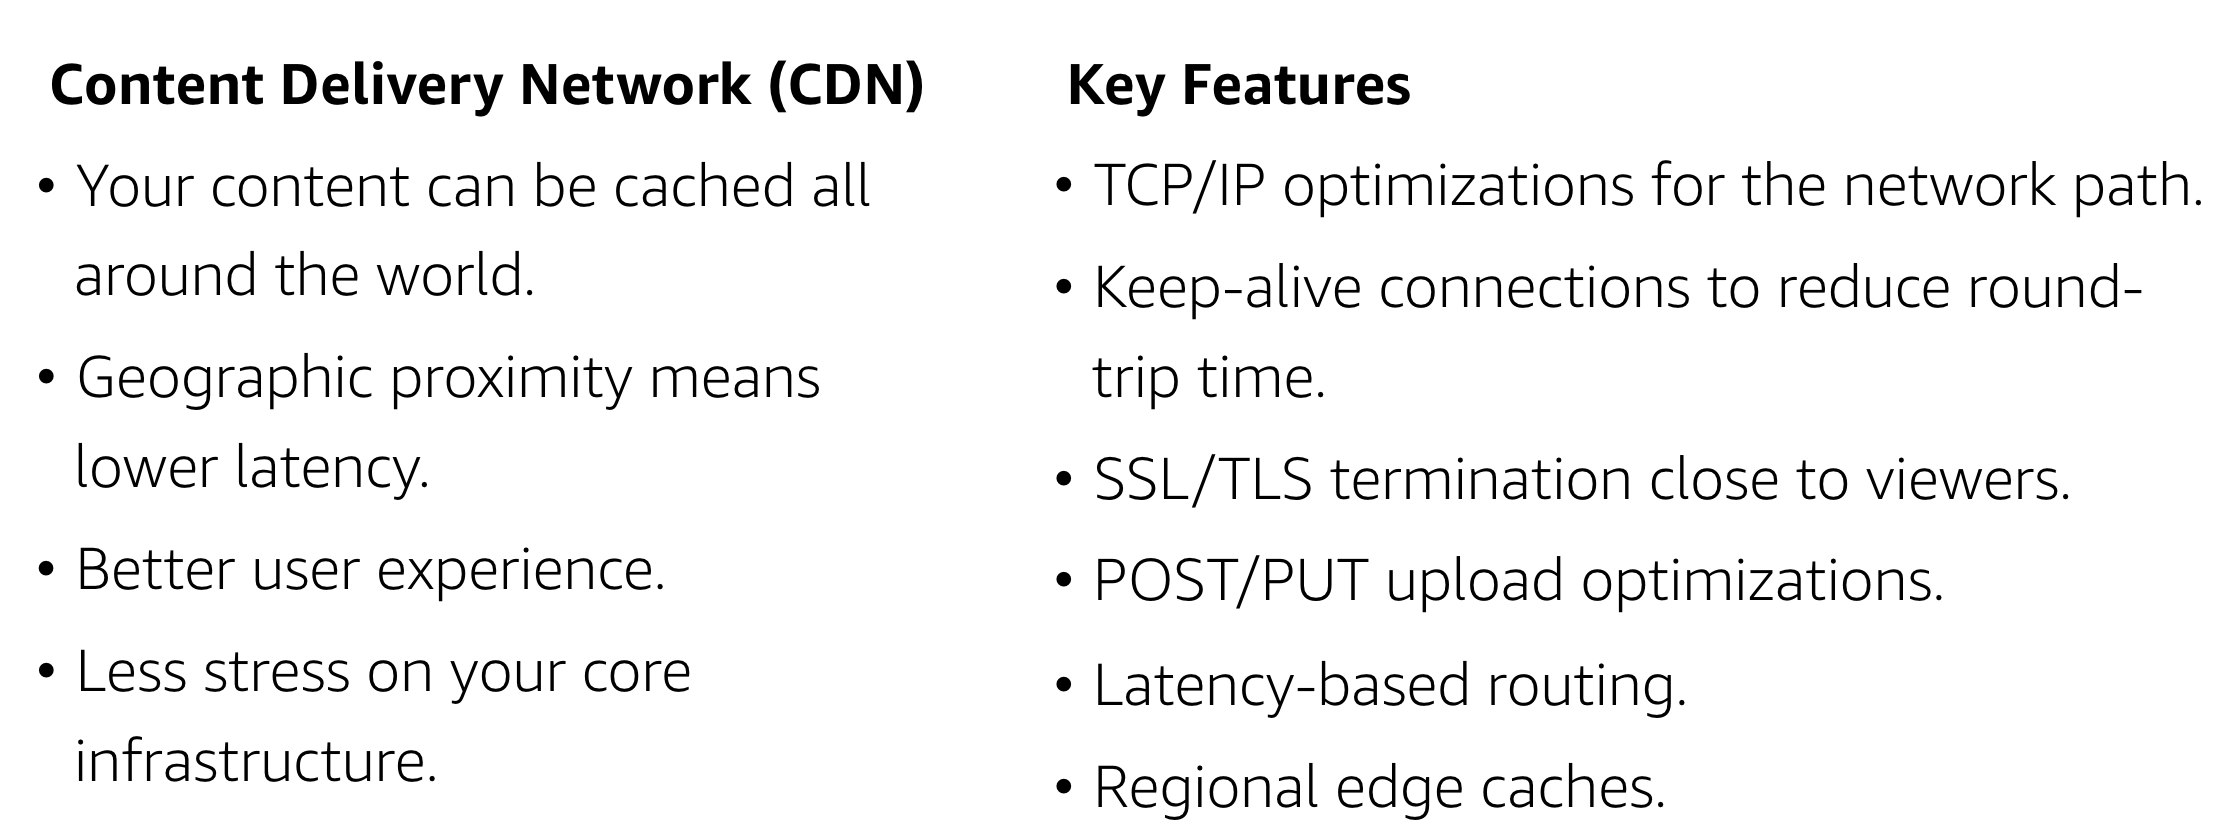 Content Delivery Network (CDN)
• Your content can be cached all
around the world.
• Geographic proximity means
lower latency.
• Better user experience.
• Less stress on your core
infrastructure.
Key Features
• TCP/IP optimizations for the network path.
• Keep-alive connections to reduce round-
trip time.
• SSL/TLS termination close to viewers.
• POST/PUT upload optimizations.
• Latency-based routing.
• Regional edge caches.